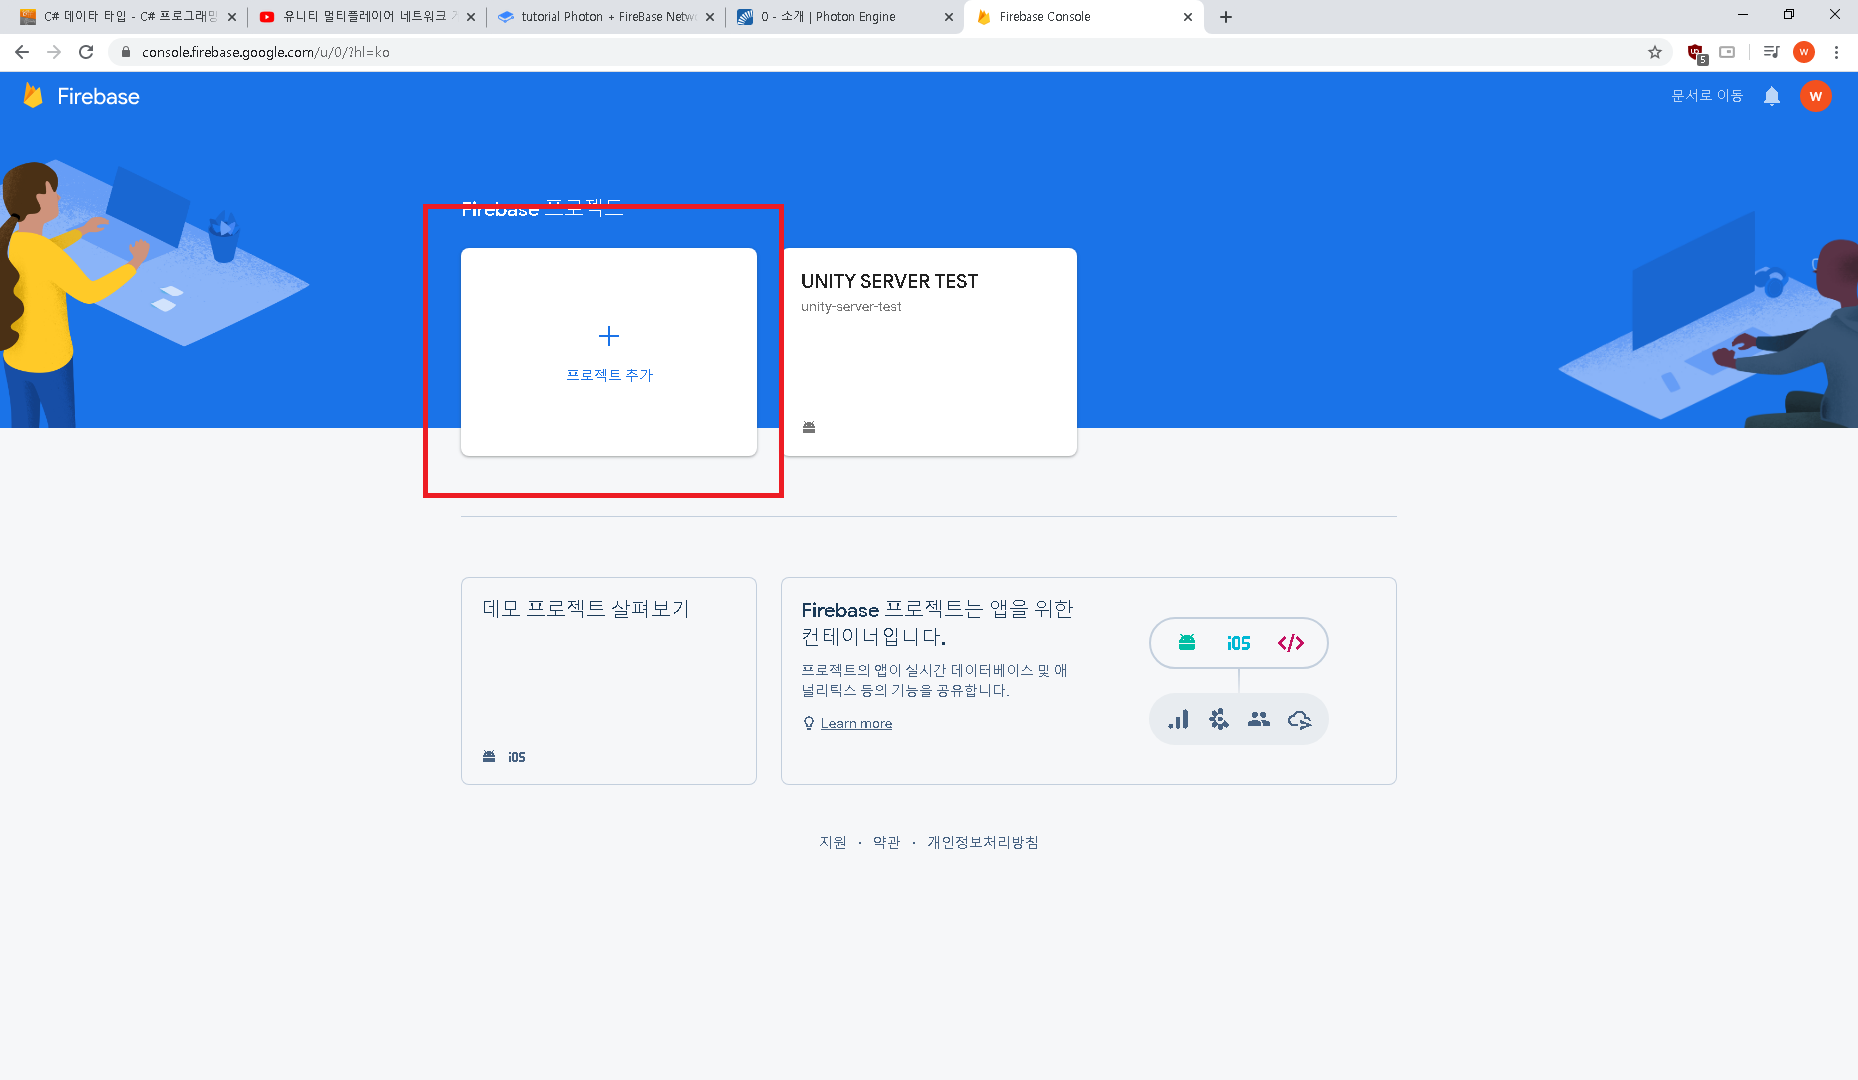 C# 데이타 타입 - C# 프로그래밍
유니티 멀티플레이어 네트워크
tutorial Photon + FireBase Netw
0 - 소개 | Photon Engine
Firebase Console
console.firebase.google.com/u/0/?hl=ko
5
W
Firebase
문서로 이동
W
Firebase 프로젝트
프로젝트 추가
UNITY SERVER TEST
unity-server-test
데모 프로젝트 살펴보기
iOS
Firebase 프로젝트는 앱을 위한
컨테이너입니다.
프로젝트의 앱이 실시간 데이터베이스 및 애
널리틱스 등의 기능을 공유합니다.
Learn more
iOS
지원 · 약관 · 개인정보처리방침